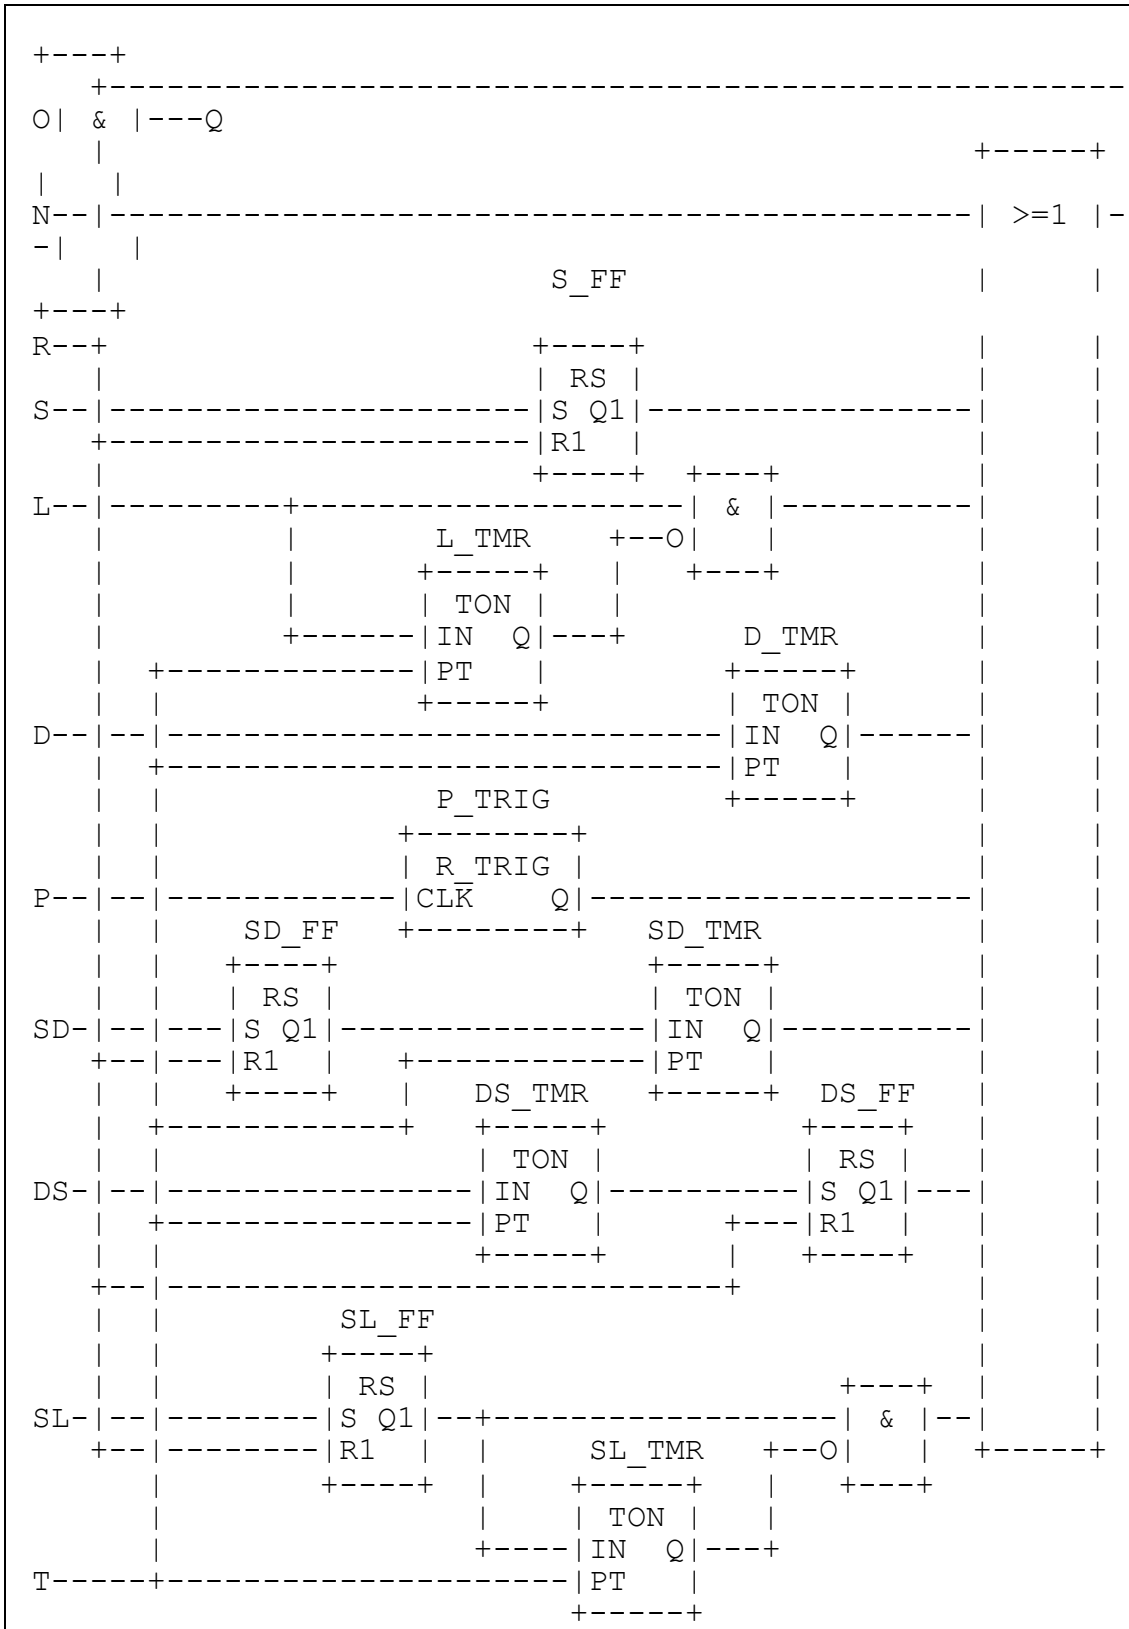 +---+
   +-----------------------------------------------------
O| & |---Q
   |                                              +-----+
|   |
N--|---------------------------------------------| >=1 |-
-|   |
   |                       S_FF                   |     |
+---+
R--+                      +----+                  |     |
   |                      | RS |                  |     |
S--|----------------------|S Q1|-----------------|     |
   +----------------------|R1  |                  |     |
   |                      +----+  +---+           |     |
L--|---------+--------------------| & |----------|     |
   |         |       L_TMR    +--O|   |           |     |
   |         |      +-----+   |   +---+           |     |
   |         |      | TON |   |                   |     |
   |         +------|IN  Q|---+      D_TMR        |     |
   |  +-------------|PT   |         +-----+       |     |
   |  |             +-----+         | TON |       |     |
D--|--|-----------------------------|IN  Q|------|     |
   |  +-----------------------------|PT   |       |     |
   |  |              P_TRIG         +-----+       |     |
   |  |            +--------+                     |     |
   |  |            | R_TRIG |                     |     |
P--|--|------------|CLK    Q|--------------------|     |
   |  |    SD_FF   +--------+   SD_TMR            |     |
   |  |   +----+                +-----+           |     |
   |  |   | RS |                | TON |           |     |
SD-|--|---|S Q1|----------------|IN  Q|----------|     |
   +--|---|R1  |   +------------|PT   |           |     |
   |  |   +----+   |   DS_TMR   +-----+  DS_FF    |     |
   |  +------------+   +-----+          +----+    |     |
   |  |                | TON |          | RS |    |     |
DS-|--|----------------|IN  Q|----------|S Q1|---|     |
   |  +----------------|PT   |      +---|R1  |    |     |
   |  |                +-----+      |   +----+    |     |
   +--|-----------------------------+             |     |
   |  |         SL_FF                             |     |
   |  |        +----+                             |     |
   |  |        | RS |                     +---+   |     |
SL-|--|--------|S Q1|--+------------------| & |--|     |
   +--|--------|R1  |  |     SL_TMR   +--O|   |  +-----+
      |        +----+  |    +-----+   |   +---+
      |                |    | TON |   |
      |                +----|IN  Q|---+
T-----+---------------------|PT   |
                            +-----+